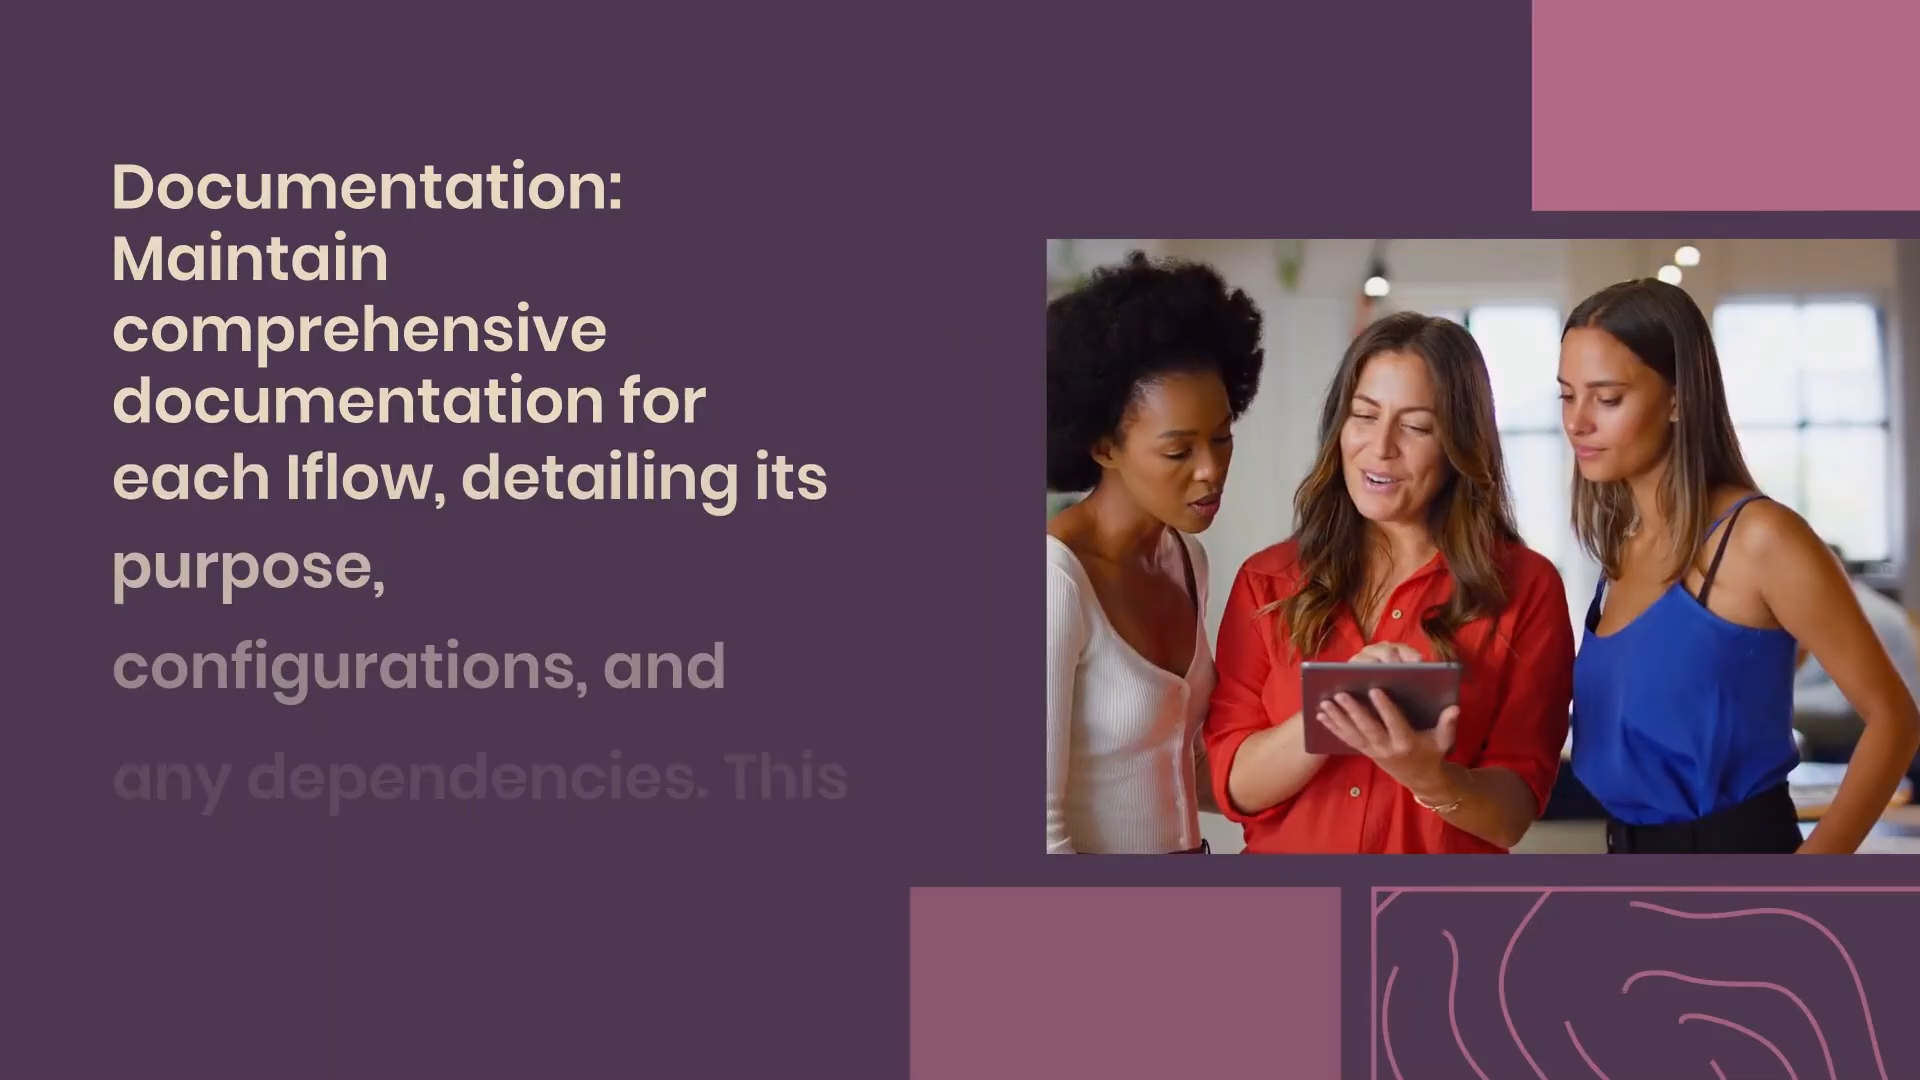 Documentation:
Maintain
comprehensive
documentation for
each Iflow, detailing its
purpose,
configurations, and
any dependencies. This